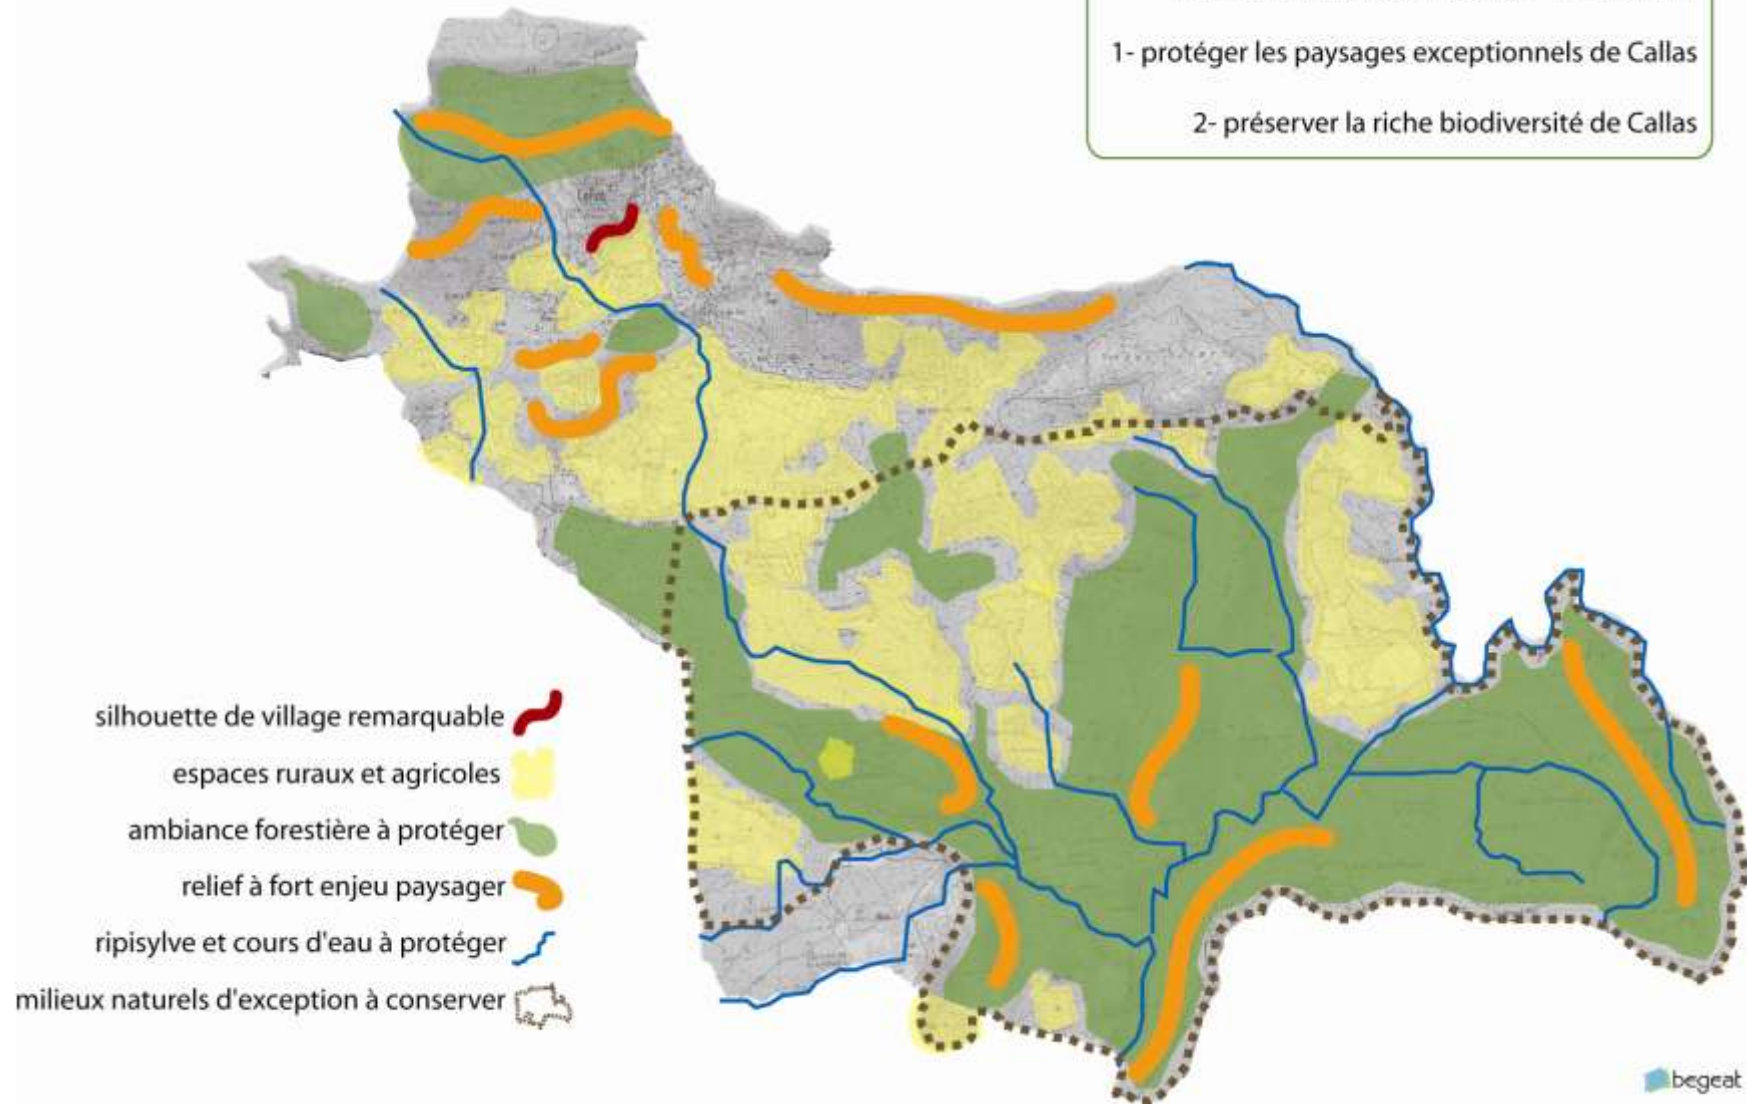 1- protéger les paysages exceptionnels de Callas
2- préserver la riche biodiversité de Callas
silhouette de village remarquable
espaces ruraux et agricoles
ambiance forestière à protéger
relief à fort enjeu paysager
ripisylve et cours d'eau à protéger
milieux naturels d'exception à conserver
begeat